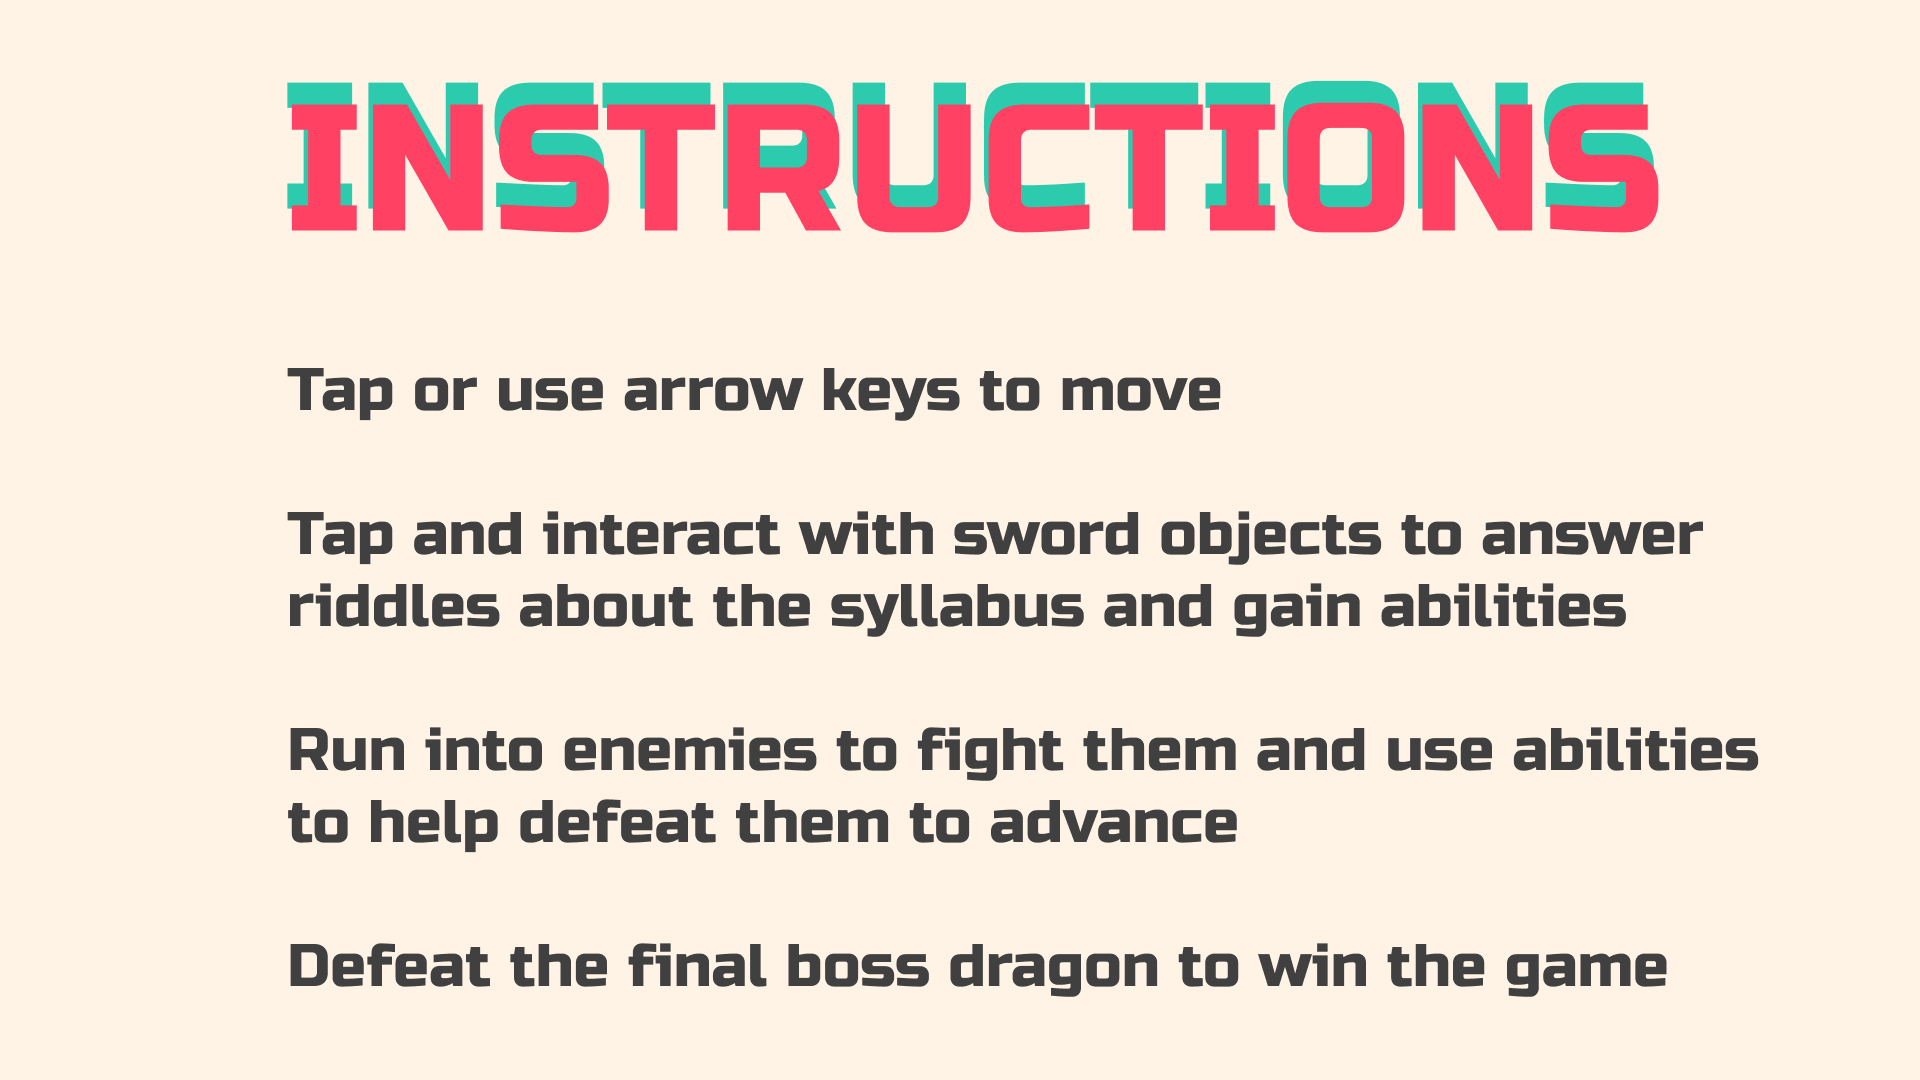 INSTRUCTIONS
Tap or use arrow keys to move
Tap and interact with sword objects to answer
riddles about the syllabus and gain abilities
Run into enemies to fight them and use abilities
to help defeat them to advance
Defeat the final boss dragon to win the game